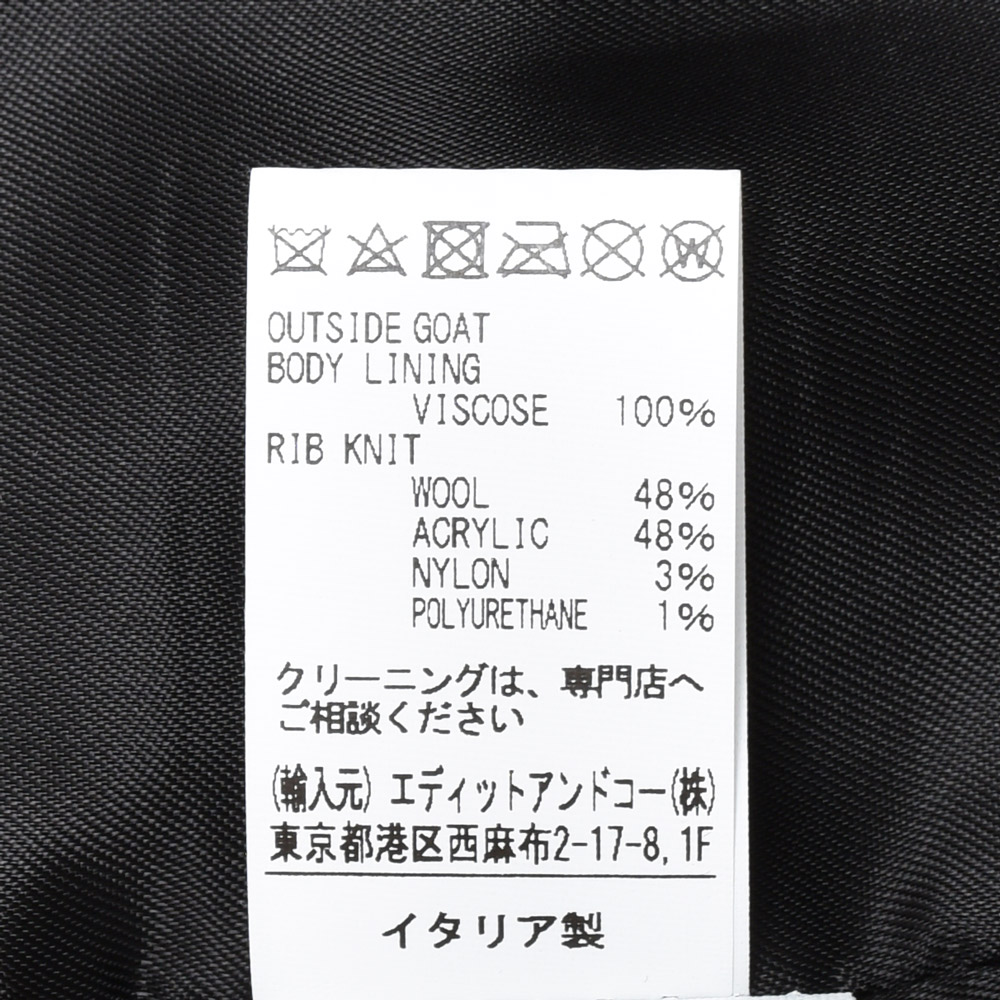 W
OUTSIDE GOAT
BODY LINING
VISCOSE 100%
RIB KNIT
WOOL 48%
ACRYLIC 48%
NYLON 3%
POLYURETHANE 1%
クリーニングは、専門店へ
ご相談ください
(輸入元) エディットアンドコー(株)
東京都港区西麻布2-17-8, 1F
イタリア製